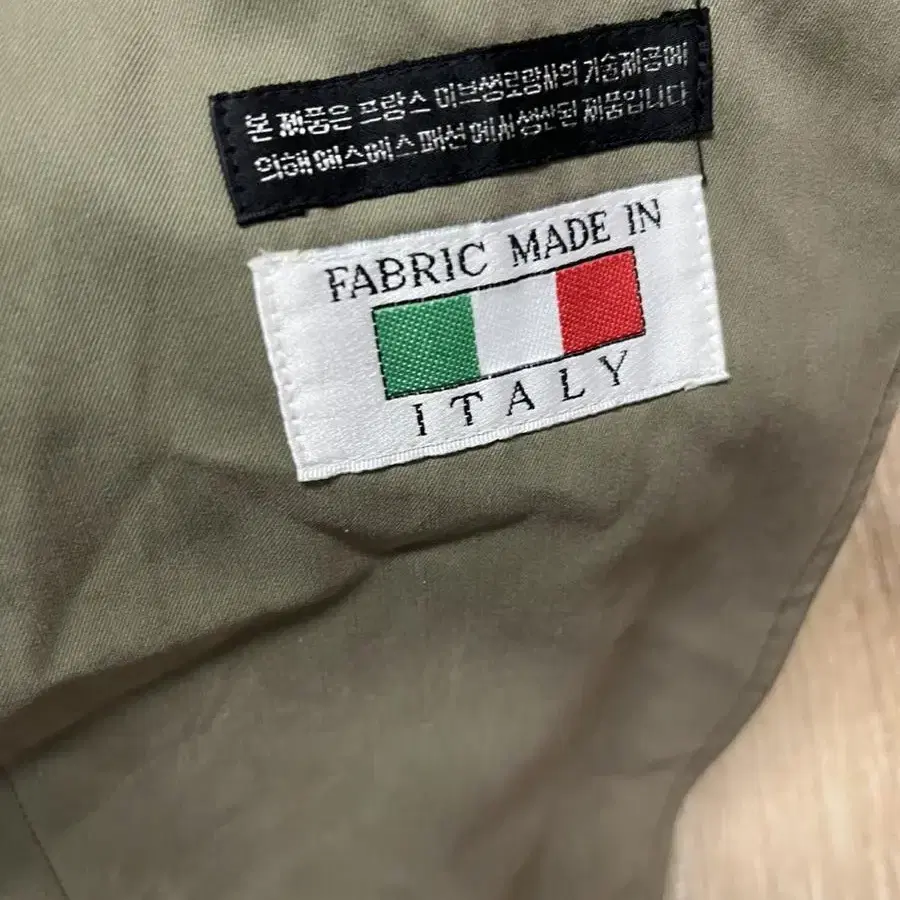 본 제품은 프랑스 이브쌩로랑사의 기술제공에
의해 에스에스패션에서 생산된 제품입니다
FABRIC MADE IN
ITALY